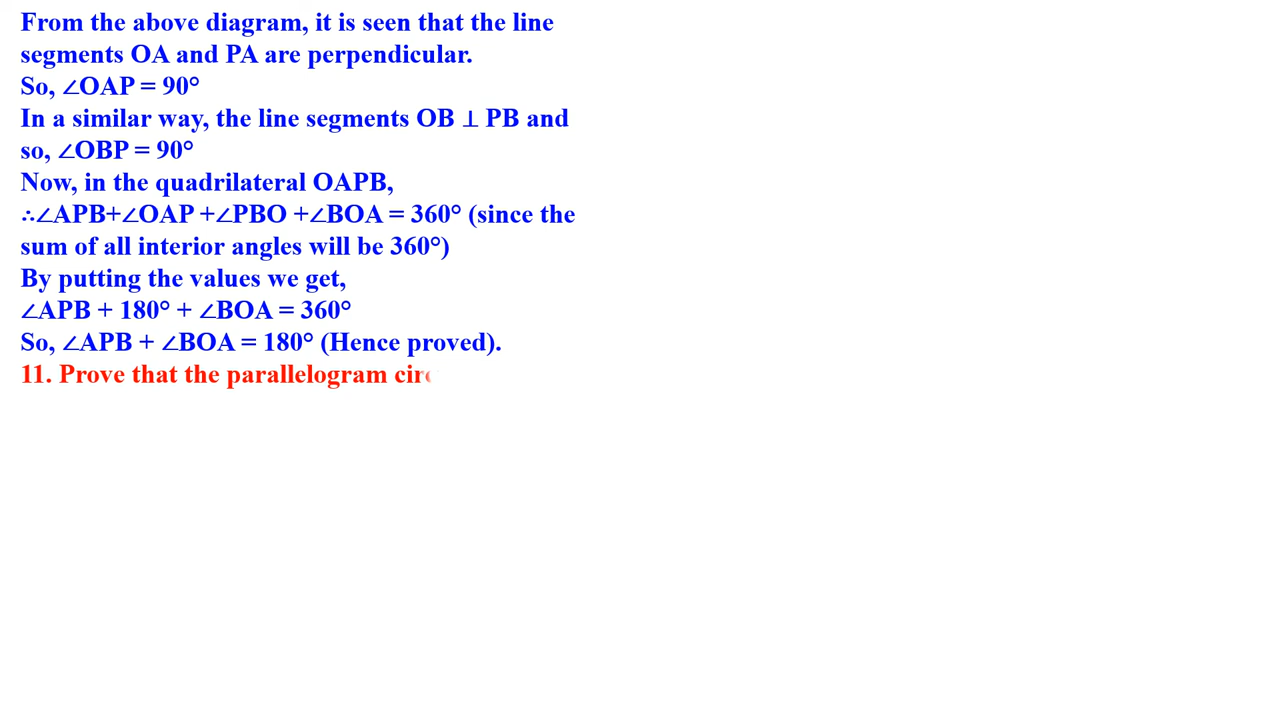 From the above diagram, it is seen that the line
segments OA and PA are perpendicular.
So, ∠OAP = 90°
In a similar way, the line segments OB ⊥ PB and
so, ∠OBP = 90°
Now, in the quadrilateral OAPB,
∴∠APB+∠OAP +∠PBO +∠BOA = 360° (since the
sum of all interior angles will be 360°)
By putting the values we get,
∠APB + 180° + ∠BOA = 360°
So, ∠APB + ∠BOA = 180° (Hence proved).
11. Prove that the parallelogram